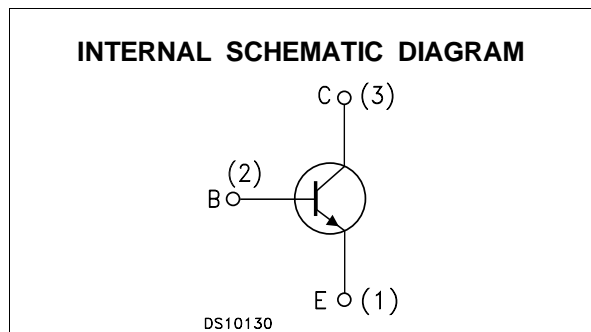 INTERNAL SCHEMATIC DIAGRAM
C (3)
(2)
B
E (1)
DS10130